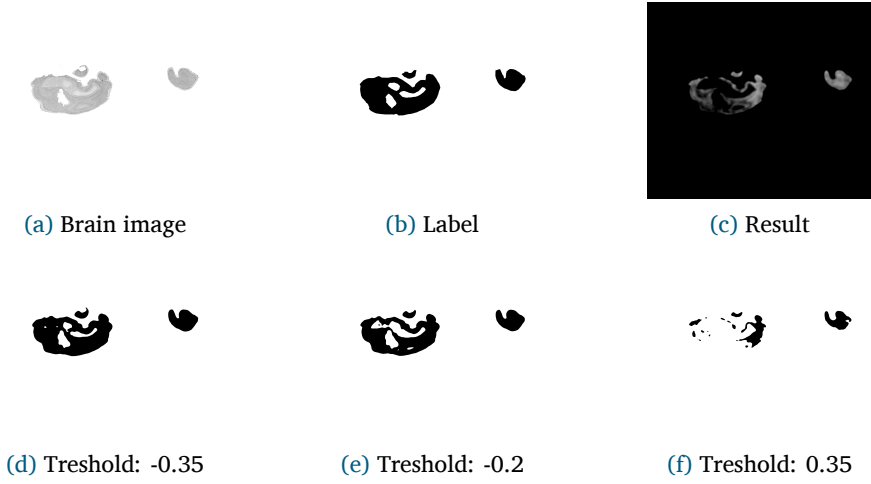 (a) Brain image
(b) Label
(c) Result
(d) Treshold: -0.35
(e) Treshold: -0.2
(f) Treshold: 0.35